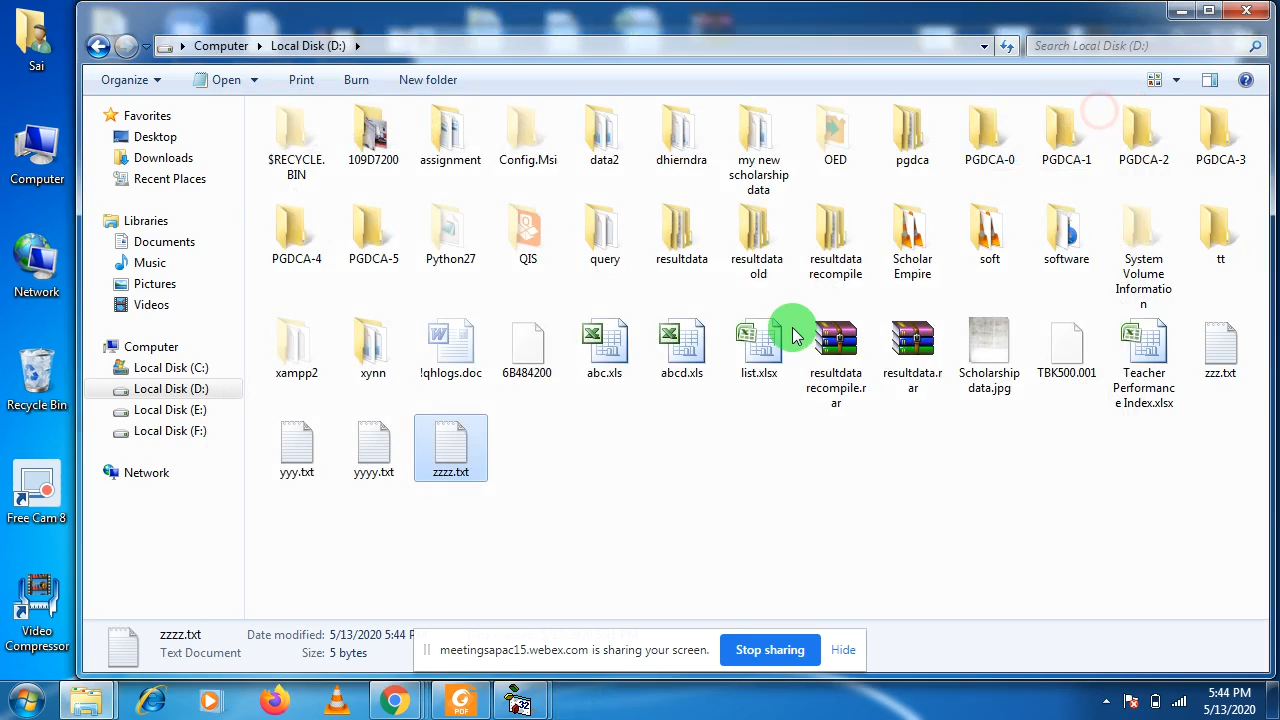 Sai
Computer
Network
Recycle Bin
Free Cam 8
Video
Compressor
Computer
Local Disk (D:)
Search Local Disk (D:)
Organize
Open
Print
Burn
New folder
Favorites
Desktop
Downloads
Recent Places
Libraries
Documents
Music
Pictures
Videos
Computer
Local Disk (C:)
Local Disk (D:)
Local Disk (E:)
Local Disk (F:)
Network
$RECYCLE.
BIN
109D7200
assignment
Config.Msi
data2
dhierndra
my new
scholarship
data
OED
pgdca
PGDCA-0
PGDCA-1
PGDCA-2
PGDCA-3
PGDCA-4
PGDCA-5
Python27
QIS
query
resultdata
resultdata
old
resultdata
recompile
Scholar
Empire
soft
software
System
Volume
Informatio
n
tt
xampp2
xynn
!qhlogs.doc
6B484200
abc.xls
abcd.xls
list.xlsx
resultdata
recompile.r
ar
resultdata.r
ar
Scholarship
data.jpg
TBK500.001
Teacher
Performanc
e Index.xlsx
zzz.txt
yyy.txt
yyyy.txt
zzzz.txt
zzzz.txt
Date modified: 5/13/2020 5:44 P
Text Document
Size: 5 bytes
meetingsapac15.webex.com is sharing your screen.
Stop sharing
Hide
PDF
32
5:44 PM
5/13/2020